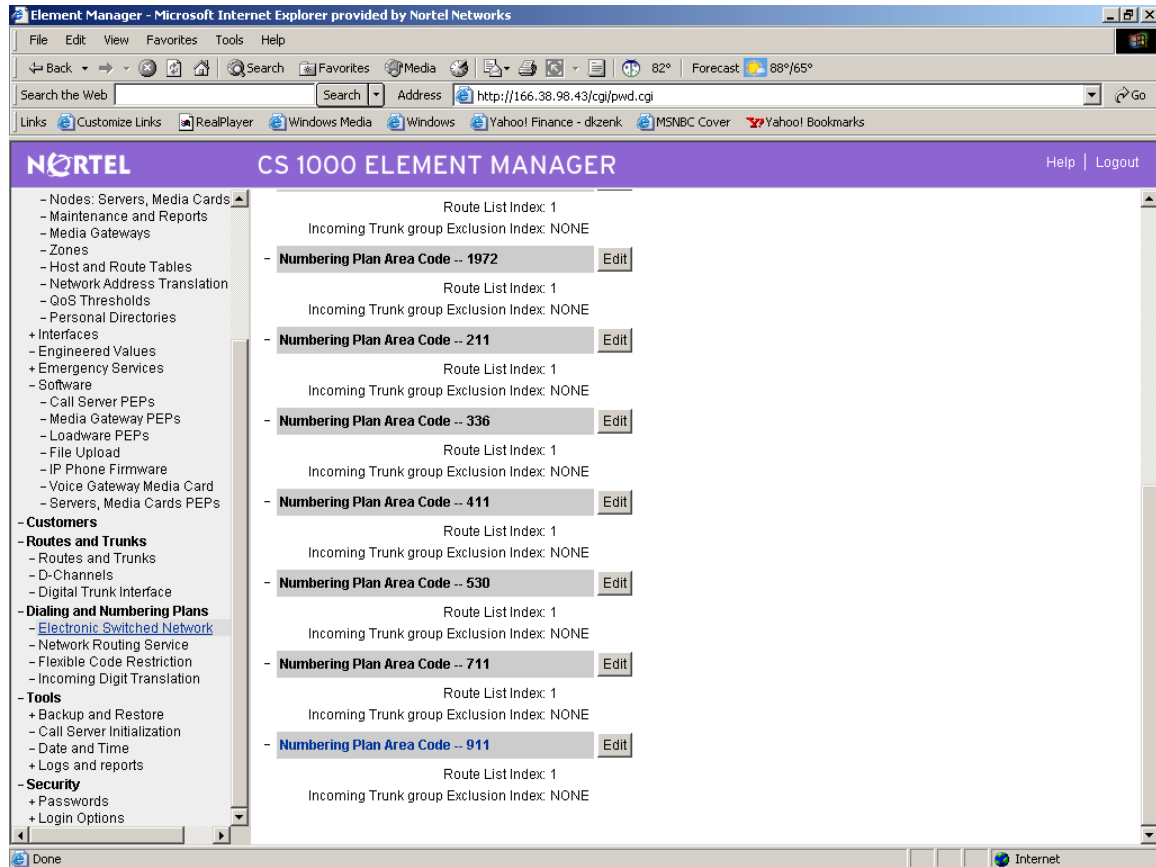 Element Manager - Microsoft Internet Explorer provided by Nortel Networks
File Edit View Favorites Tools Help
Back Search Favorites Media 82° Forecast 88°/65°
Search the Web Search Address http://166.38.98.43/cgi/pwd.cgi Go
Links Customize Links RealPlayer Windows Media Windows Yahoo! Finance - dkzenk MSNBC Cover Yahoo! Bookmarks
NORTEL CS 1000 ELEMENT MANAGER Help | Logout
– Nodes: Servers, Media Cards
– Maintenance and Reports
– Media Gateways
– Zones
– Host and Route Tables
– Network Address Translation
– QoS Thresholds
– Personal Directories
+ Interfaces
– Engineered Values
+ Emergency Services
– Software
– Call Server PEPs
– Media Gateway PEPs
– Loadware PEPs
– File Upload
– IP Phone Firmware
– Voice Gateway Media Card
– Servers, Media Cards PEPs
– Customers
– Routes and Trunks
– Routes and Trunks
– D-Channels
– Digital Trunk Interface
– Dialing and Numbering Plans
– Electronic Switched Network
– Network Routing Service
– Flexible Code Restriction
– Incoming Digit Translation
– Tools
+ Backup and Restore
– Call Server Initialization
– Date and Time
+ Logs and reports
– Security
+ Passwords
+ Login Options
Route List Index: 1
Incoming Trunk group Exclusion Index: NONE
– Numbering Plan Area Code -- 1972 Edit
Route List Index: 1
Incoming Trunk group Exclusion Index: NONE
– Numbering Plan Area Code -- 211 Edit
Route List Index: 1
Incoming Trunk group Exclusion Index: NONE
– Numbering Plan Area Code -- 336 Edit
Route List Index: 1
Incoming Trunk group Exclusion Index: NONE
– Numbering Plan Area Code -- 411 Edit
Route List Index: 1
Incoming Trunk group Exclusion Index: NONE
– Numbering Plan Area Code -- 530 Edit
Route List Index: 1
Incoming Trunk group Exclusion Index: NONE
– Numbering Plan Area Code -- 711 Edit
Route List Index: 1
Incoming Trunk group Exclusion Index: NONE
– Numbering Plan Area Code -- 911 Edit
Route List Index: 1
Incoming Trunk group Exclusion Index: NONE
Done Internet